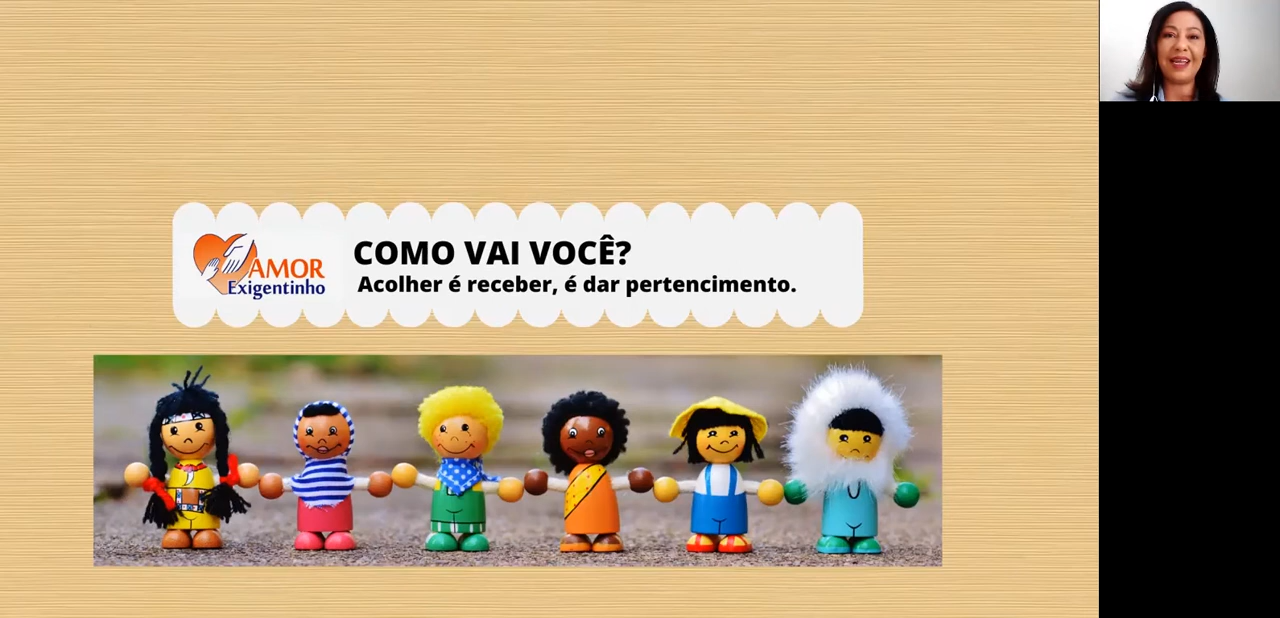 AMOR
Exigentinho
COMO VAI VOCÊ?
Acolher é receber, é dar pertencimento.